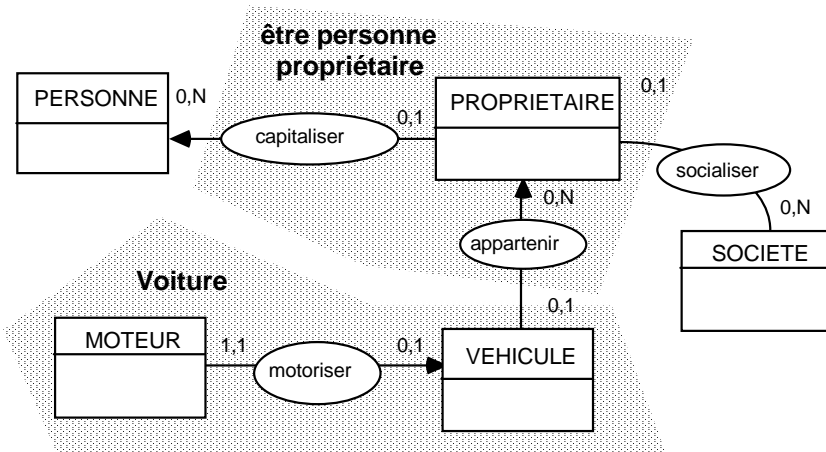 être personne
propriétaire
PERSONNE
0,N
capitaliser
0,1
PROPRIETAIRE
0,1
socialiser
0,N
0,N
appartenir
SOCIETE
Voiture
0,1
MOTEUR
1,1
motoriser
0,1
VEHICULE